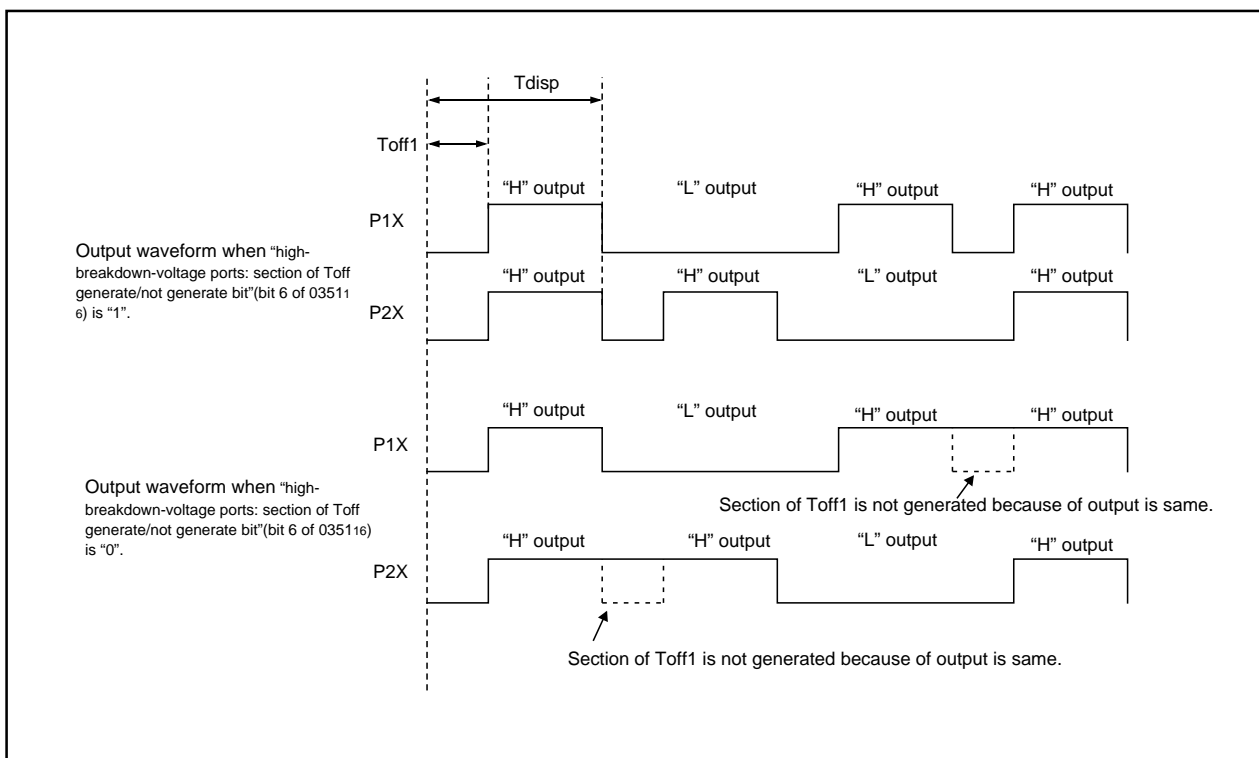 Tdisp
Toff1
“H” output “L” output “H” output “H” output
P1X
Output waveform when “high-
breakdown-voltage ports: section of Toff
generate/not generate bit”(bit 6 of 03511
6) is “1”.
“H” output “H” output “L” output “H” output
P2X
“H” output “L” output “H” output “H” output
P1X
Output waveform when “high-
breakdown-voltage ports: section of Toff
generate/not generate bit”(bit 6 of 035116)
is “0”.
Section of Toff1 is not generated because of output is same.
“H” output “H” output “L” output “H” output
P2X
Section of Toff1 is not generated because of output is same.